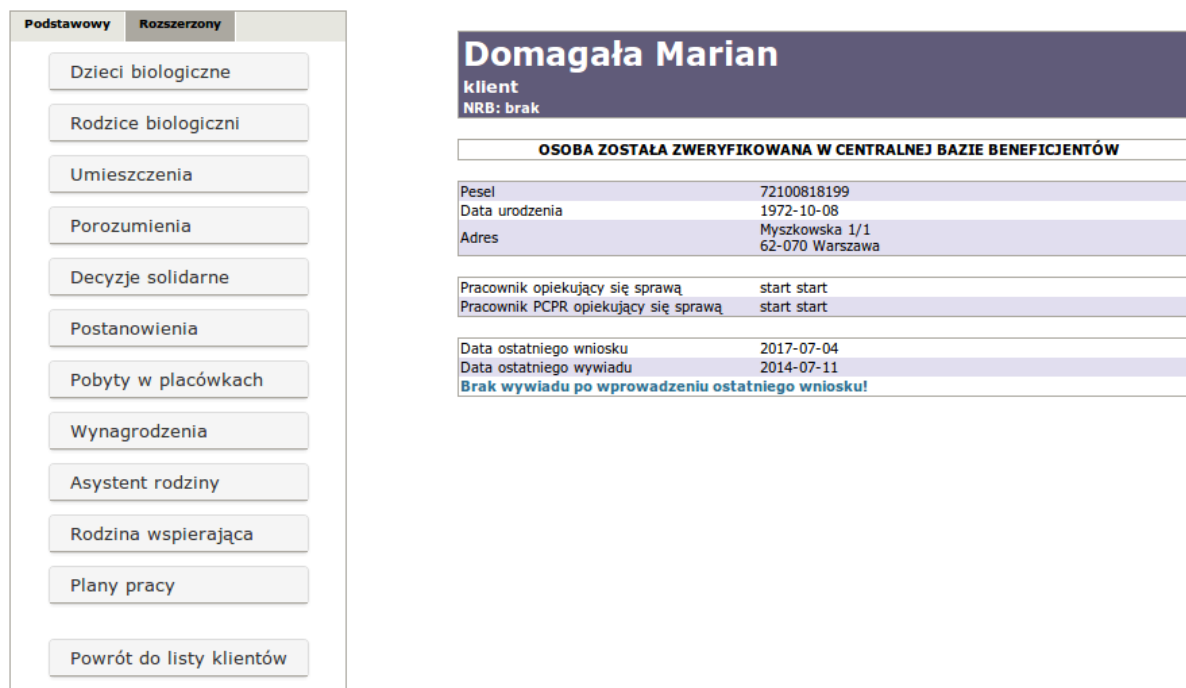 Podstawowy Rozszerzony
Dzieci biologiczne
Rodzice biologiczni
Umieszczenia
Porozumienia
Decyzje solidarne
Postanowienia
Pobyty w placówkach
Wynagrodzenia
Asystent rodziny
Rodzina wspierająca
Plany pracy
Powrót do listy klientów
Domagała Marian
klient
NRB: brak
OSOBA ZOSTAŁA ZWERYFIKOWANA W CENTRALNEJ BAZIE BENEFICJENTÓW
Pesel 72100818199
Data urodzenia 1972-10-08
Adres Myszkowska 1/1
62-070 Warszawa
Pracownik opiekujący się sprawą start start
Pracownik PCPR opiekujący się sprawą start start
Data ostatniego wniosku 2017-07-04
Data ostatniego wywiadu 2014-07-11
Brak wywiadu po wprowadzeniu ostatniego wniosku!